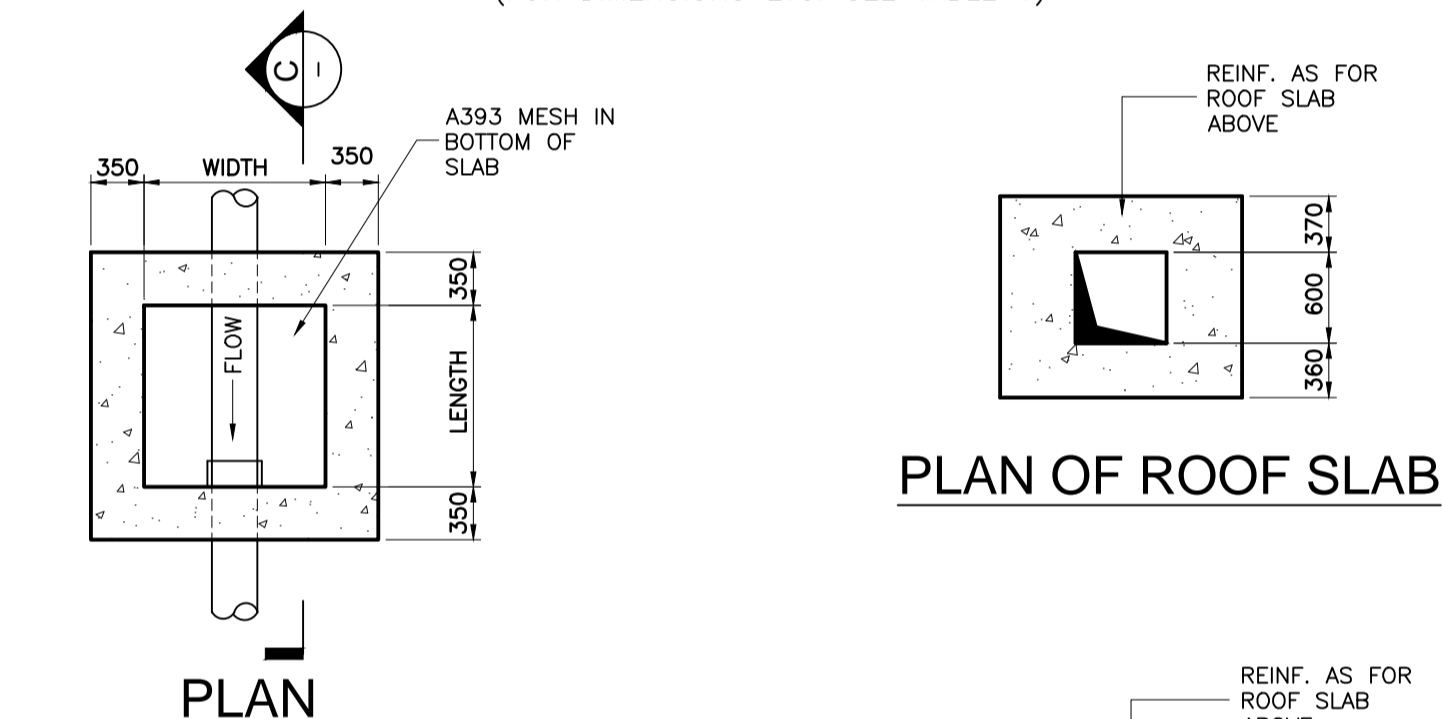 C
–
A393 MESH IN
BOTTOM OF
SLAB
350
WIDTH
350
350
LENGTH
350
FLOW
PLAN
REINF. AS FOR
ROOF SLAB
ABOVE
370
600
360
PLAN OF ROOF SLAB
REINF. AS FOR
ROOF SLAB